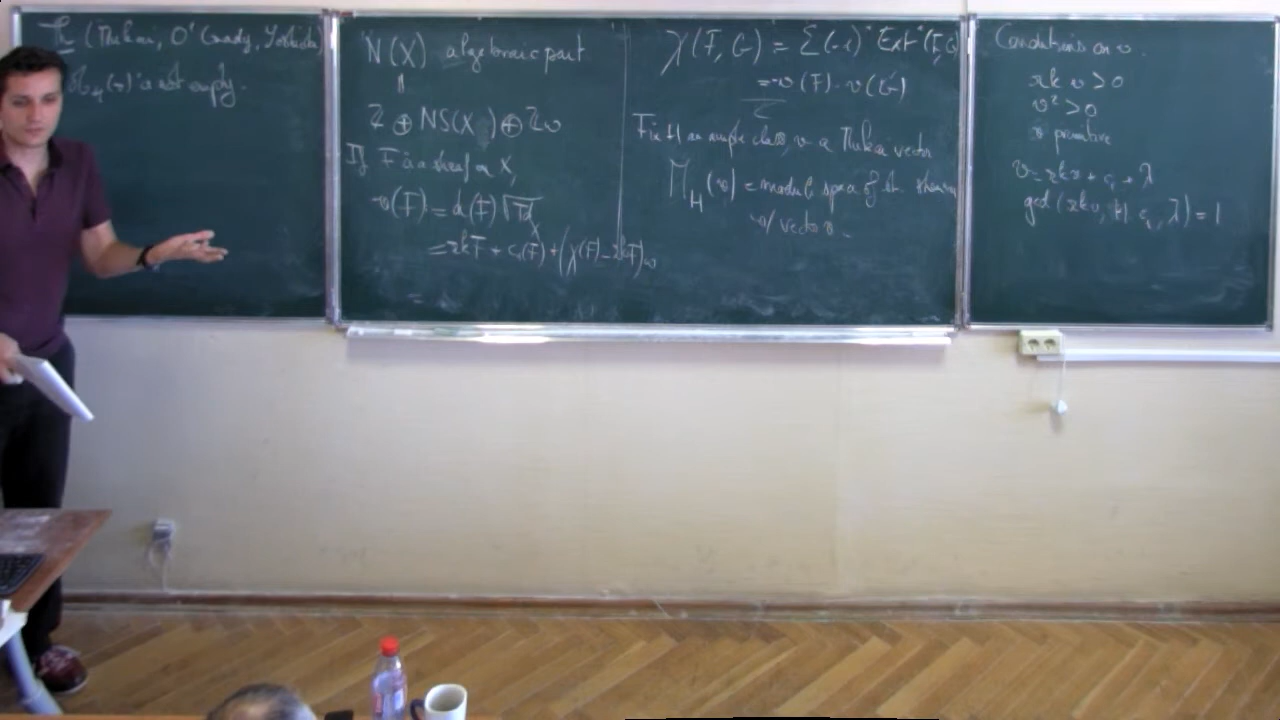 Th (Mukai, O'Grady, Yoshioka)
M_H(v) is not empty.
N(X) algebraic part
||
Z ⊕ NS(X) ⊕ Zω
If F is a sheaf on X,
v(F) = ch(F) √Td_X
= rk F + c₁(F) + (χ(F) - rk F)ω
χ(F, G) = Σ(-1)^i Ext^i(F, G)
= -v(F)·v(G)
Fix H an ample class, v a Mukai vector
M_H(v) = moduli space of st. sheaves
w/ vector v.
Conditions on v.
rk v > 0
v² > 0
v primitive
v = rk v + c₁ + λ
gcd(rk v, H·c₁, λ) = 1